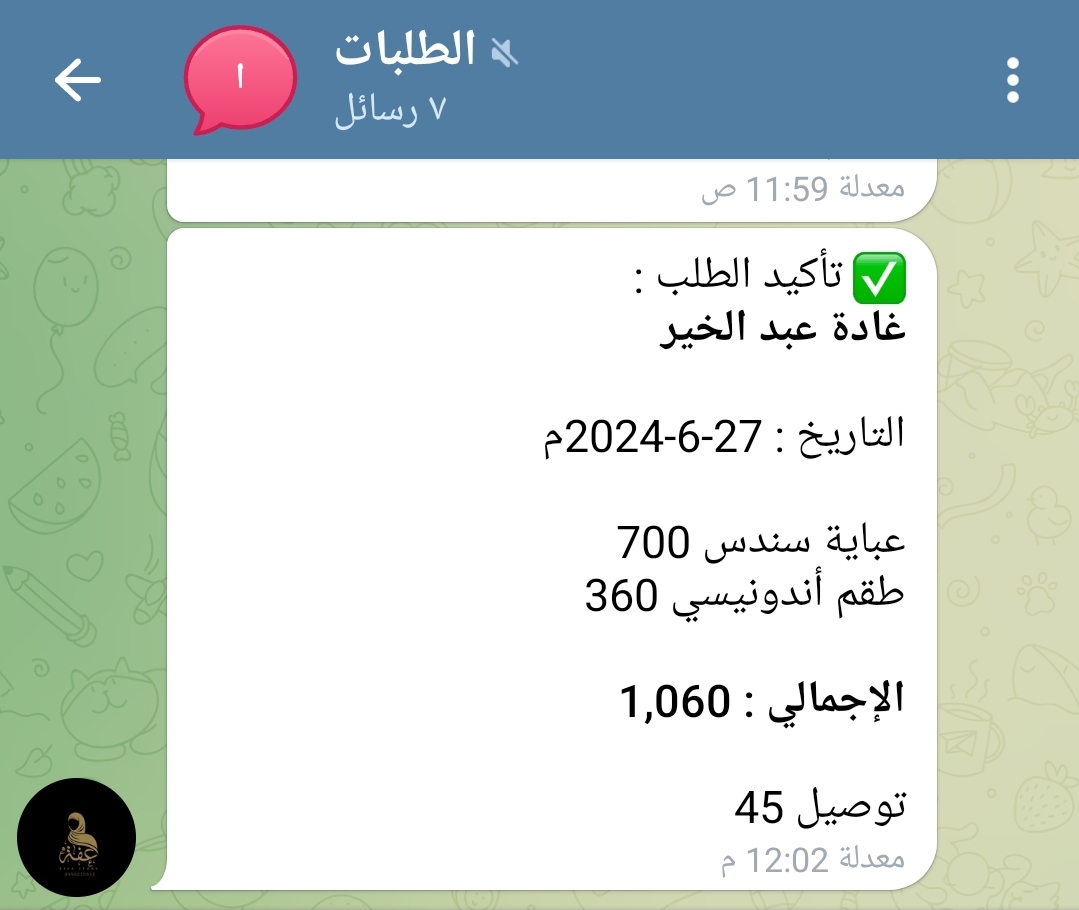 الطلبات
٧ رسائل
ا
معدلة 11:59 ص
✅ تأكيد الطلب :
غادة عبد الخير
التاريخ : 27-6-2024م
عباية سندس 700
طقم أندونيسي 360
الإجمالي : 1,060
توصيل 45
معدلة 12:02 م
عفة